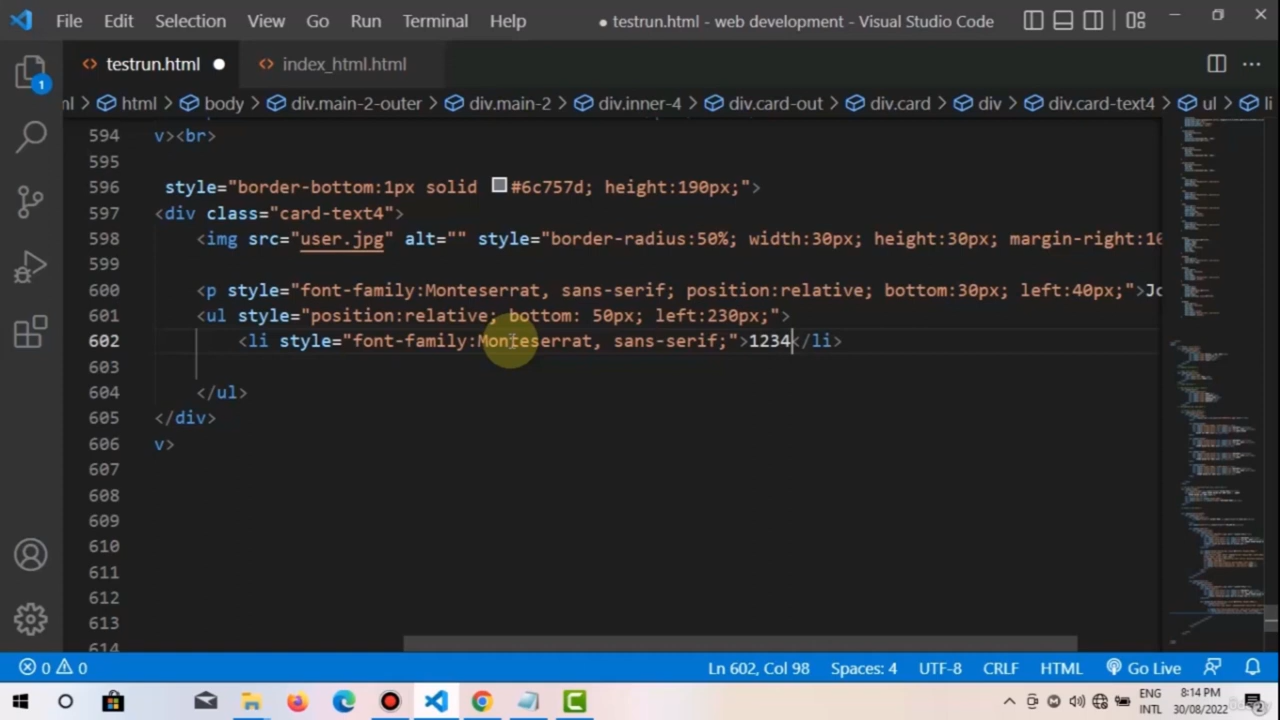 File Edit Selection View Go Run Terminal Help ● testrun.html - web development - Visual Studio Code
testrun.html index_html.html
html body div.main-2-outer div.main-2 div.inner-4 div.card-out div.card div div.card-text4 ul li
594 v><br>
595
596 style="border-bottom:1px solid #6c757d; height:190px;">
597 <div class="card-text4">
598 <img src="user.jpg" alt="" style="border-radius:50%; width:30px; height:30px; margin-right:10
599
600 <p style="font-family:Monteserrat, sans-serif; position:relative; bottom:30px; left:40px;">Jo
601 <ul style="position:relative; bottom: 50px; left:230px;">
602 <li style="font-family:Monteserrat, sans-serif;">1234</li>
603
604 </ul>
605 </div>
606 v>
607
608
609
610
611
612
613
614
1
0 0 Ln 602, Col 98 Spaces: 4 UTF-8 CRLF HTML Go Live
ENG 8:14 PM
INTL 30/08/2022 2